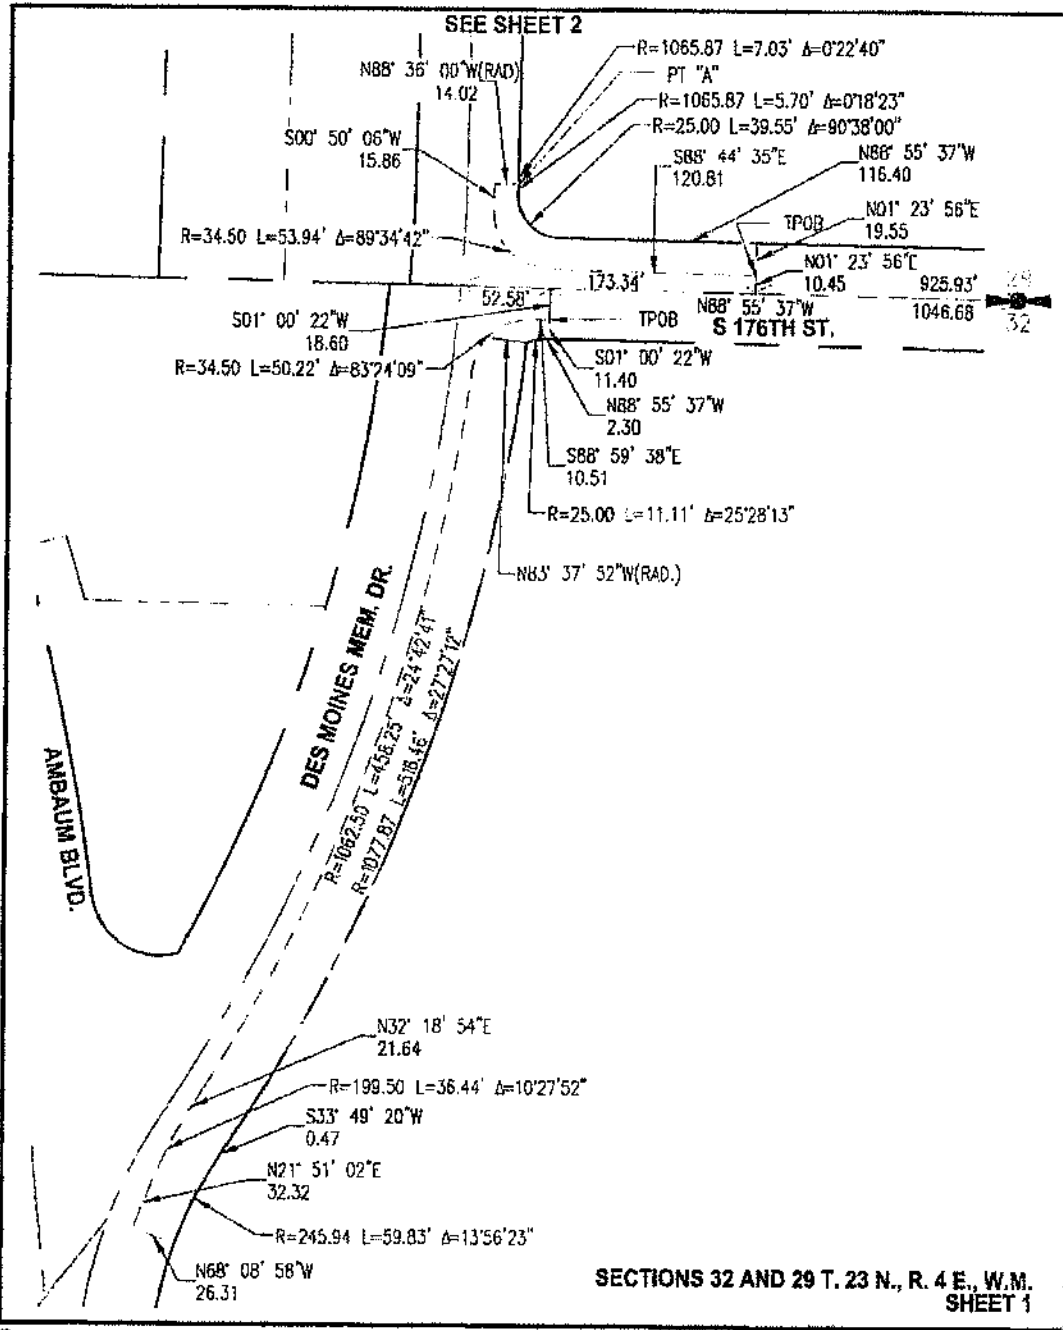 SEE SHEET 2
R=1065.87 L=7.03' Δ=0°22'40"
N88° 36' 00"W(RAD)
14.02
PT "A"
R=1065.87 L=5.70' Δ=0°18'23"
R=25.00 L=39.55' Δ=90°38'00"
S00° 50' 06"W
15.86
S88° 44' 35"E
120.81
N88° 55' 37"W
116.40
N01° 23' 56"E
19.55
TPOB
R=34.50 L=53.94' Δ=89°34'42"
N01° 23' 56"E
10.45
925.93'
29
173.34'
52.58'
N88° 55' 37"W
1046.68
32
S01° 00' 22"W
18.60
TPOB
S 176TH ST.
R=34.50 L=50.22' Δ=83°24'09"
S01° 00' 22"W
11.40
N88° 55' 37"W
2.30
S88° 59' 38"E
10.51
R=25.00 L=11.11' Δ=25°28'13"
N83° 37' 52"W(RAD.)
DES MOINES MEM. DR.
R=1062.50 L=458.25' Δ=24°42'41"
R=1077.87 L=516.46' Δ=27°27'12"
AMBAUM BLVD.
N32° 18' 54"E
21.64
R=199.50 L=36.44' Δ=10°27'52"
S33° 49' 20"W
0.47
N21° 51' 02"E
32.32
R=245.94 L=59.83' Δ=13°56'23"
N68° 08' 58"W
26.31
SECTIONS 32 AND 29 T. 23 N., R. 4 E., W.M.
SHEET 1